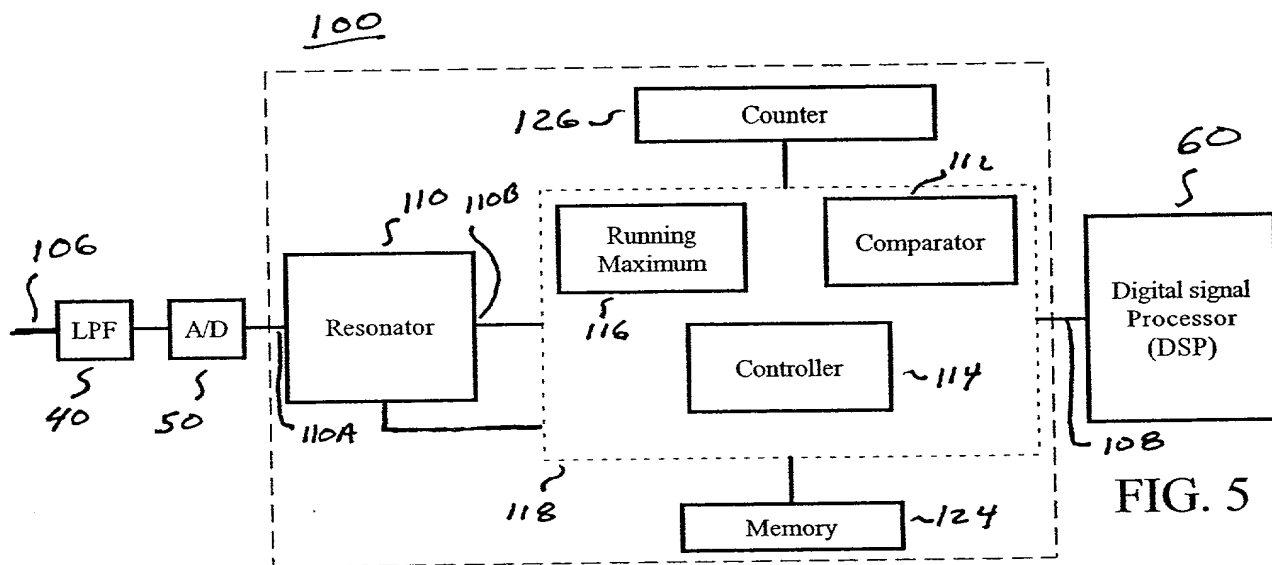 100
126
Counter
60
112
110
110B
106
Running
Maximum
Comparator
LPF
A/D
Resonator
116
Digital signal
Processor
(DSP)
Controller
114
40
50
110A
108
118
FIG. 5
Memory
124